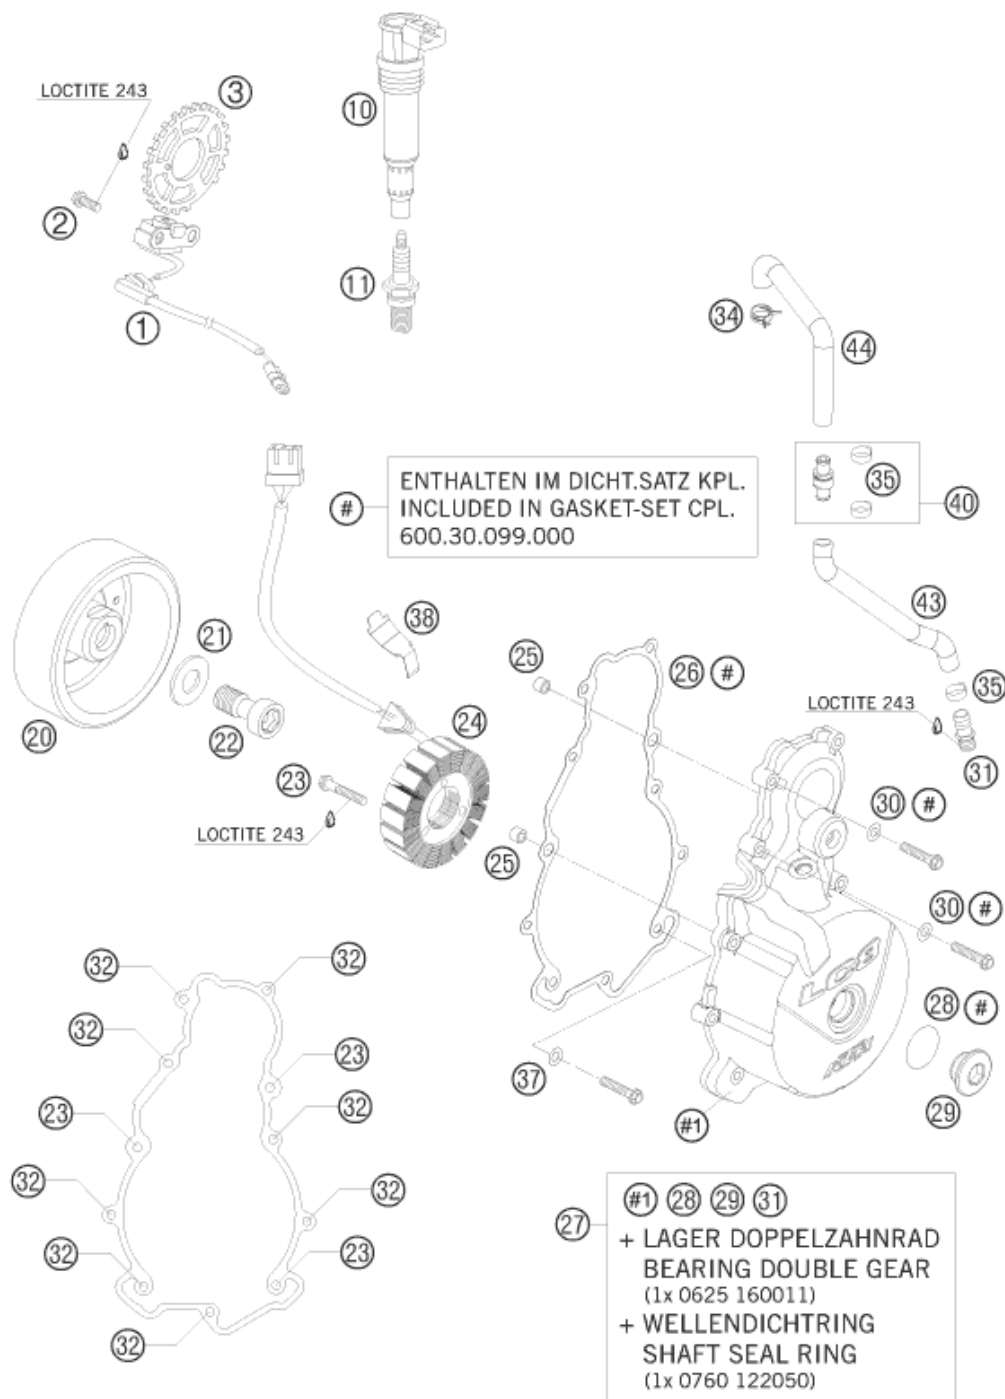 LOCTITE 243
3
10
2
1
11
34
44
35
40
#
ENTHALTEN IM DICHT.SATZ KPL.
INCLUDED IN GASKET-SET CPL.
600.30.099.000
43
38
21
25
26 #
35
20
22
24
LOCTITE 243
31
23
30 #
LOCTITE 243
25
30 #
LC8
28 #
KTM
32
32
32
23
37
29
23
32
#1
32
32
32
23
32
27
#1 28 29 31
+ LAGER DOPPELZAHNRAD
BEARING DOUBLE GEAR
(1x 0625 160011)
+ WELLENDICHTRING
SHAFT SEAL RING
(1x 0760 122050)